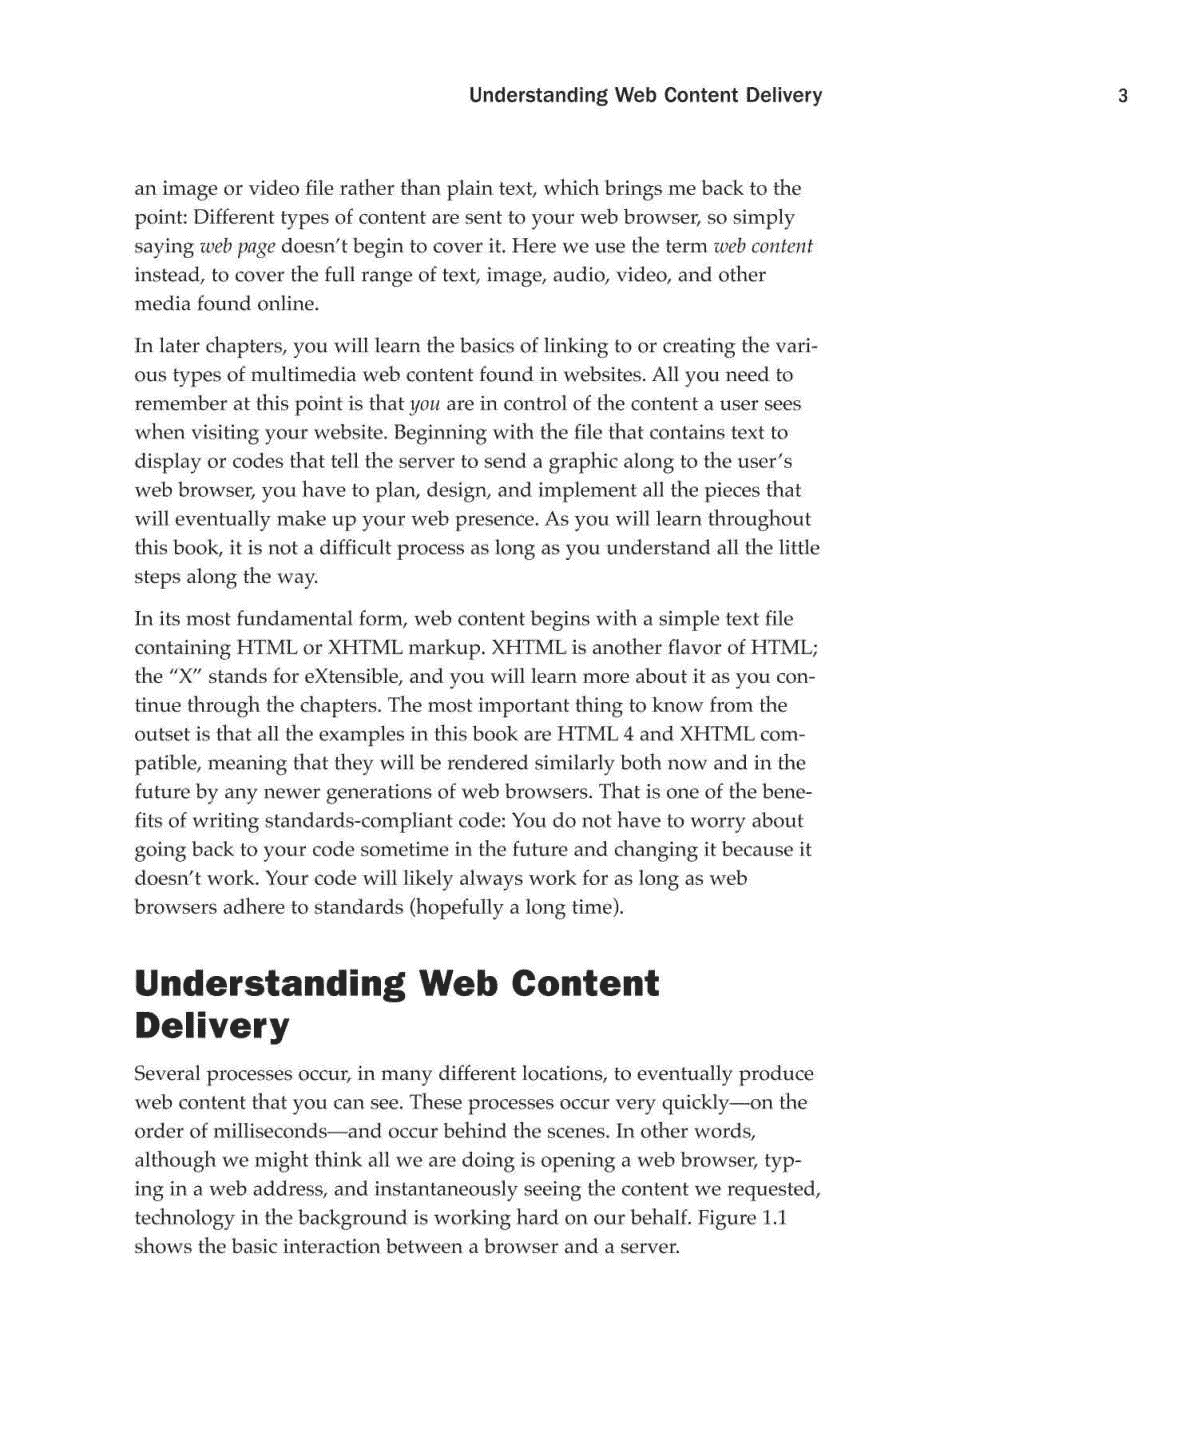 Understanding Web Content Delivery 3
an image or video file rather than plain text, which brings me back to the
point: Different types of content are sent to your web browser, so simply
saying web page doesn't begin to cover it. Here we use the term web content
instead, to cover the full range of text, image, audio, video, and other
media found online.
In later chapters, you will learn the basics of linking to or creating the vari-
ous types of multimedia web content found in websites. All you need to
remember at this point is that you are in control of the content a user sees
when visiting your website. Beginning with the file that contains text to
display or codes that tell the server to send a graphic along to the user's
web browser, you have to plan, design, and implement all the pieces that
will eventually make up your web presence. As you will learn throughout
this book, it is not a difficult process as long as you understand all the little
steps along the way.
In its most fundamental form, web content begins with a simple text file
containing HTML or XHTML markup. XHTML is another flavor of HTML;
the “X” stands for eXtensible, and you will learn more about it as you con-
tinue through the chapters. The most important thing to know from the
outset is that all the examples in this book are HTML 4 and XHTML com-
patible, meaning that they will be rendered similarly both now and in the
future by any newer generations of web browsers. That is one of the bene-
fits of writing standards-compliant code: You do not have to worry about
going back to your code sometime in the future and changing it because it
doesn't work. Your code will likely always work for as long as web
browsers adhere to standards (hopefully a long time).
Understanding Web Content
Delivery
Several processes occur, in many different locations, to eventually produce
web content that you can see. These processes occur very quickly—on the
order of milliseconds—and occur behind the scenes. In other words,
although we might think all we are doing is opening a web browser, typ-
ing in a web address, and instantaneously seeing the content we requested,
technology in the background is working hard on our behalf. Figure 1.1
shows the basic interaction between a browser and a server.